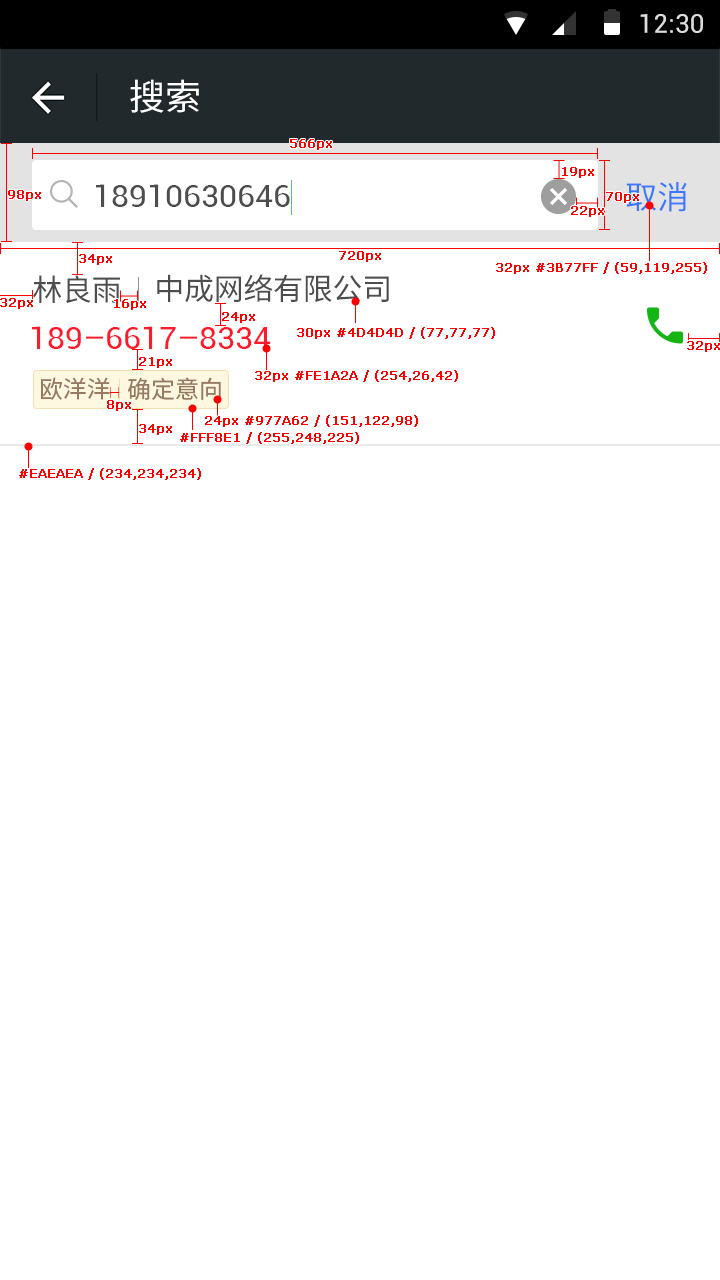 12:30
搜索
566px
98px
18910630646
19px
70px
22px
取消
34px
720px
32px #3B77FF / (59,119,255)
32px
林良雨 | 中成网络有限公司
16px
24px
30px #4D4D4D / (77,77,77)
189-6617-8334
32px
21px
32px #FE1A2A / (254,26,42)
欧洋洋 | 确定意向
8px
24px #977A62 / (151,122,98)
34px
#FFF8E1 / (255,248,225)
#EAEAEA / (234,234,234)